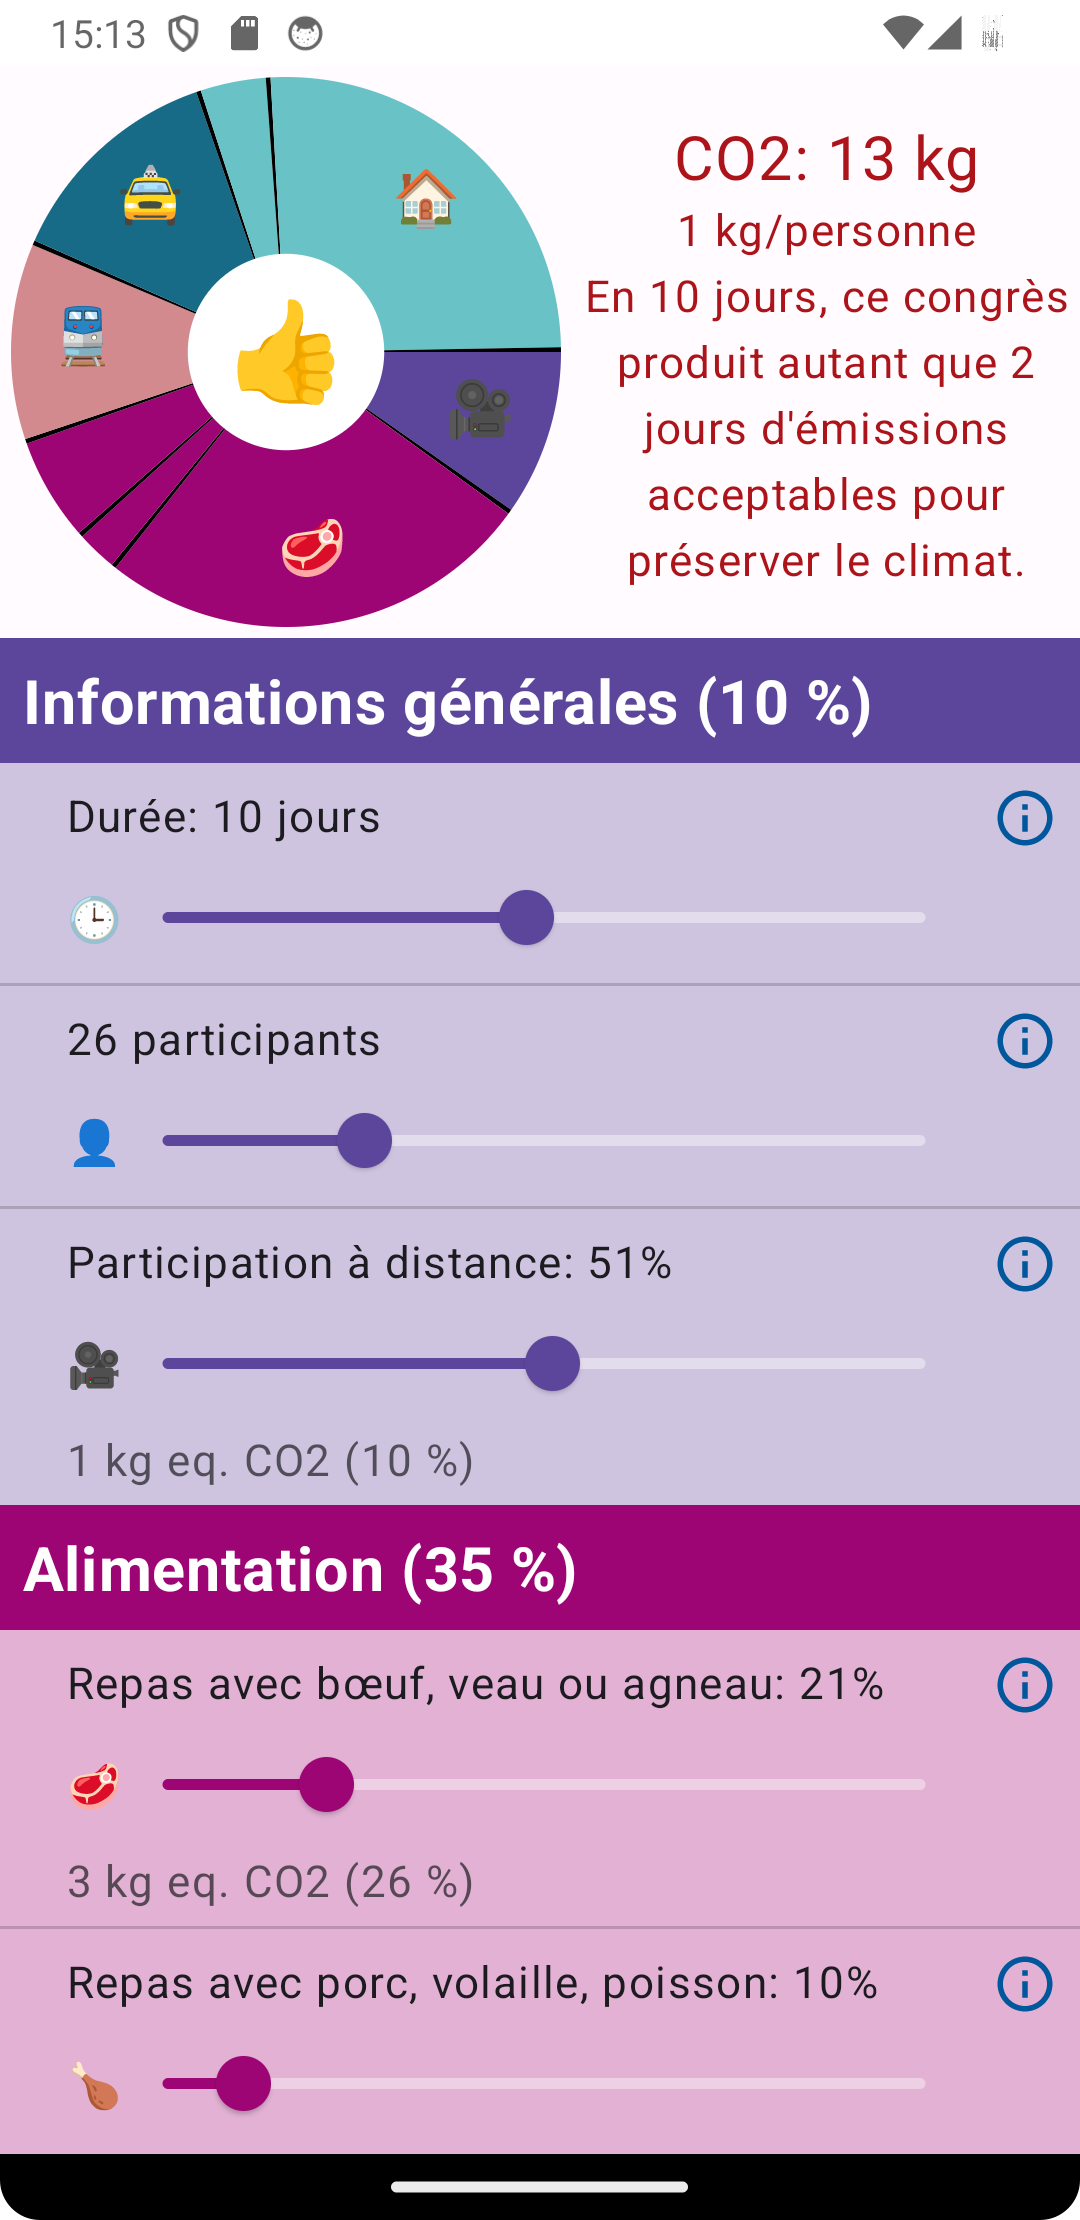 15:13
CO2: 13 kg
1 kg/personne
En 10 jours, ce congrès
produit autant que 2
jours d'émissions
acceptables pour
préserver le climat.
Informations générales (10 %)
Durée: 10 jours
26 participants
Participation à distance: 51%
1 kg eq. CO2 (10 %)
Alimentation (35 %)
Repas avec bœuf, veau ou agneau: 21%
3 kg eq. CO2 (26 %)
Repas avec porc, volaille, poisson: 10%